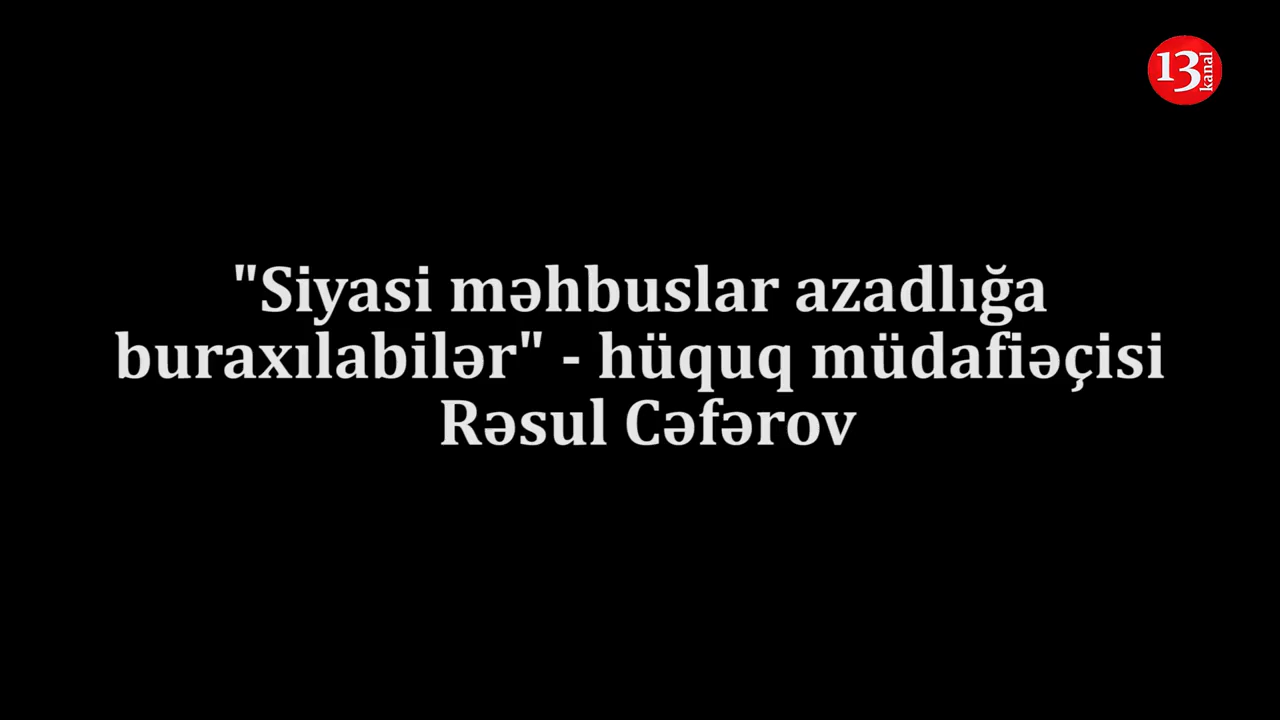 13 kanal
"Siyasi məhbuslar azadlığa
buraxılabilər" - hüquq müdafiəçisi
Rəsul Cəfərov